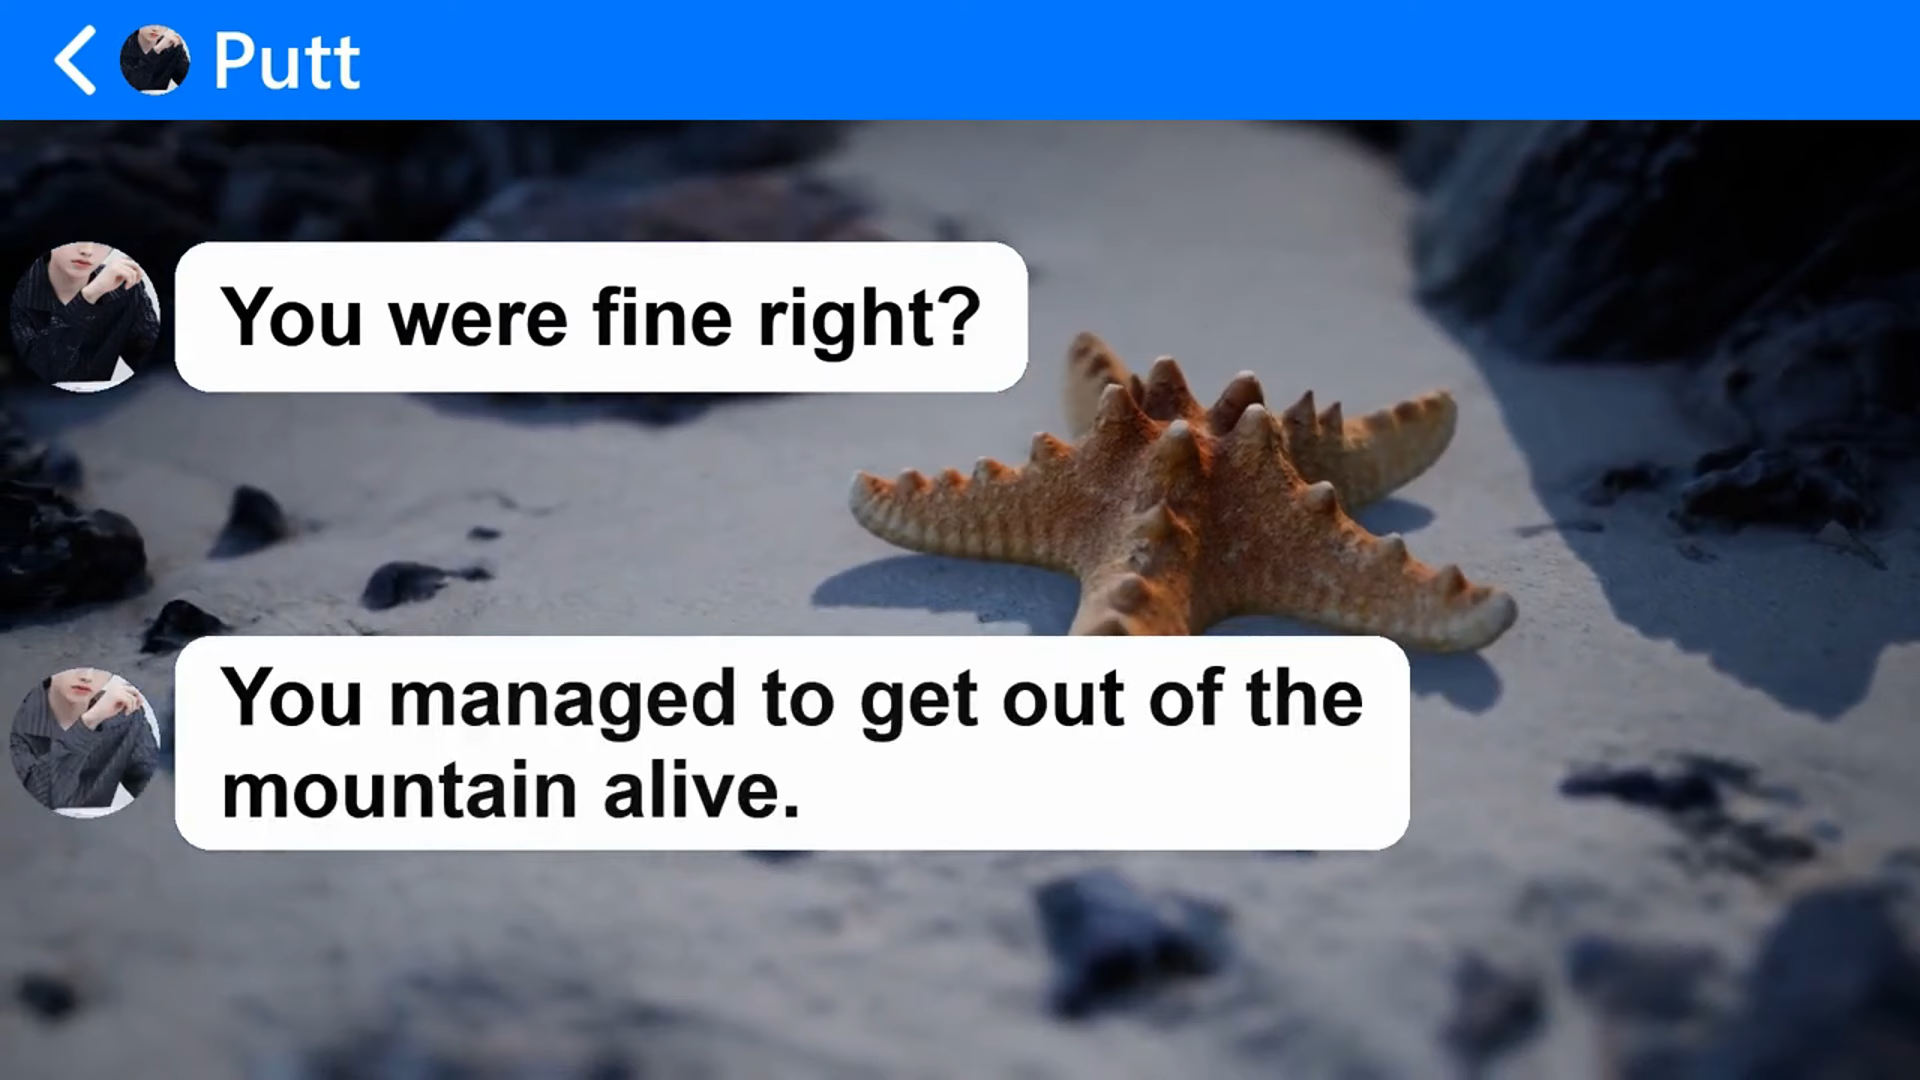 Putt
You were fine right?
You managed to get out of the
mountain alive.